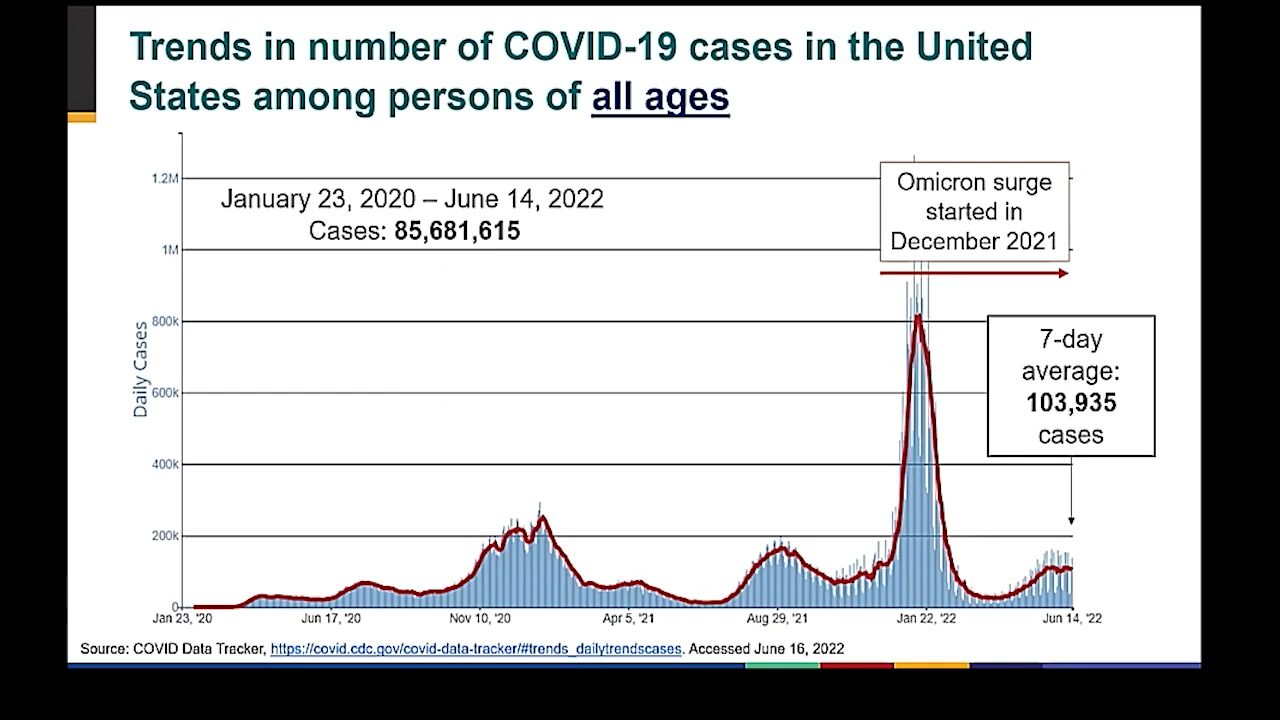 Trends in number of COVID-19 cases in the United
States among persons of all ages
January 23, 2020 – June 14, 2022
Cases: 85,681,615
Omicron surge
started in
December 2021
7-day
average:
103,935
cases
Daily Cases
1.2M
1M
800k
600k
400k
200k
0
Jan 23, '20
Jun 17, '20
Nov 10, '20
Apr 5, '21
Aug 29, '21
Jan 22, '22
Jun 14, '22
Source: COVID Data Tracker, https://covid.cdc.gov/covid-data-tracker/#trends_dailytrendscases. Accessed June 16, 2022